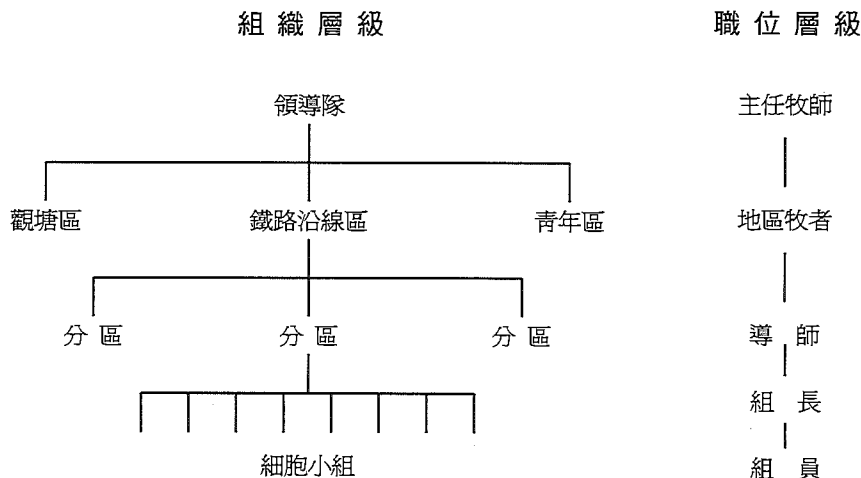 組織層級 職位層級
領導隊 主任牧師
觀塘區 鐵路沿線區 青年區 地區牧者
分區 分區 分區 導師
組長
細胞小組 組員